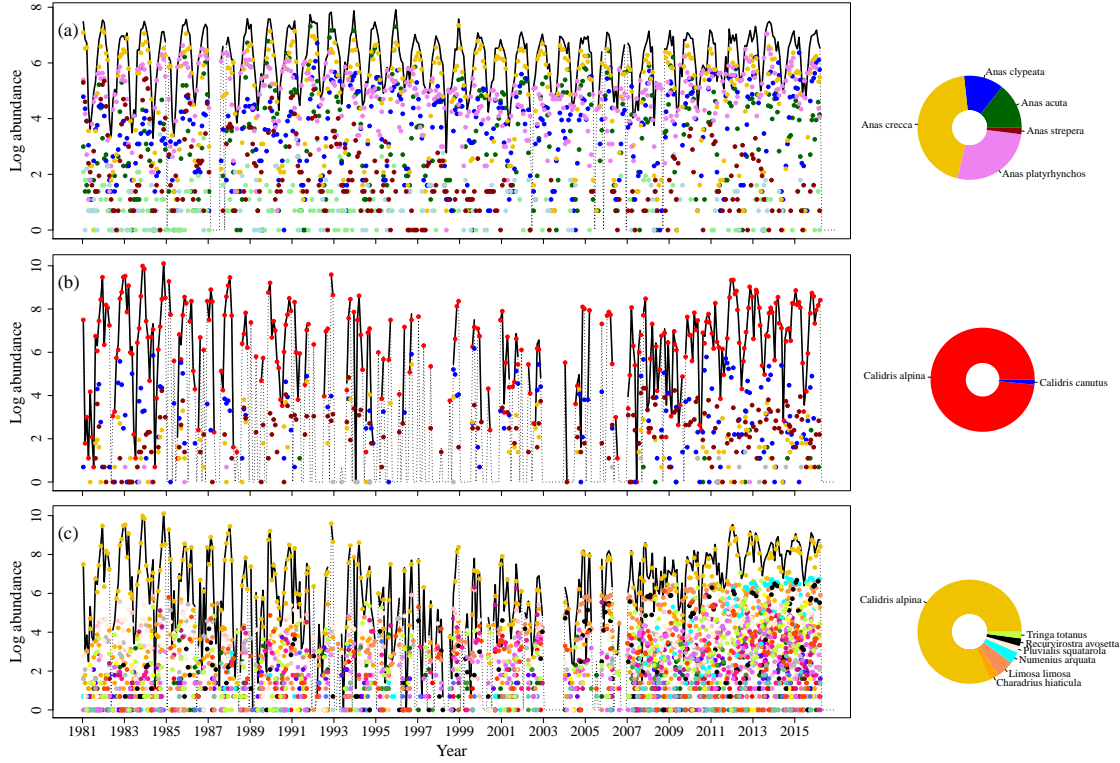 (a)
Log abundance
0
2
4
6
8
Anas clypeata
Anas acuta
Anas strepera
Anas platyrhynchos
Anas crecca
(b)
Log abundance
0
2
4
6
8
10
Calidris alpina
Calidris canutus
(c)
Log abundance
0
2
4
6
8
10
1981 1983 1985 1987 1989 1991 1993 1995 1997 1999 2001 2003 2005 2007 2009 2011 2013 2015
Year
Calidris alpina
Tringa totanus
Recurvirostra avosetta
Pluvialis squatarola
Numenius arquata
Limosa limosa
Charadrius hiaticula